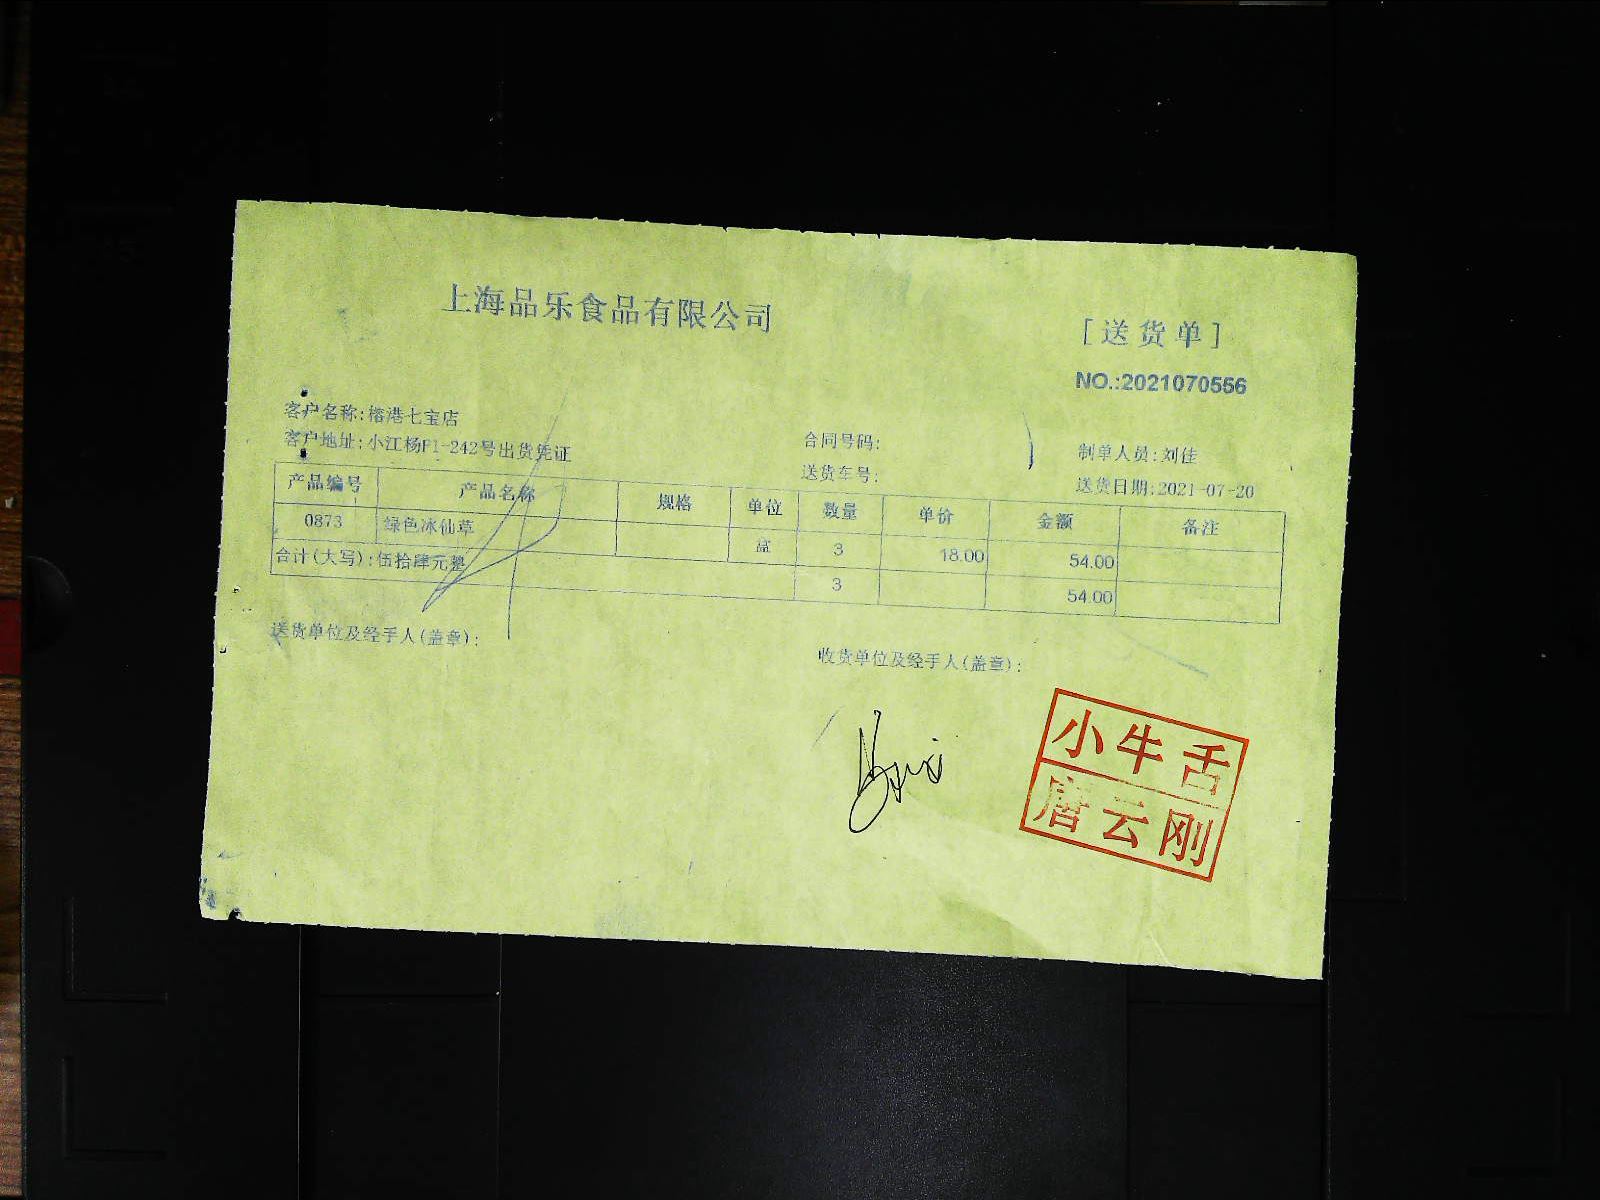 上海品乐食品有限公司
[送货单]
NO.:2021070556
客户名称:榕港七宝店
客户地址:小江杨F1-242号出货凭证
合同号码:
制单人员:刘佳
送货车号:
送货日期:2021-07-20
产品编号 产品名称 规格 单位 数量 单价 金额 备注
0873 绿色冰仙草 盒 3 18.00 54.00
合计(大写):伍拾肆元整 3 54.00
送货单位及经手人(盖章):
收货单位及经手人(盖章):
小牛舌
唐云刚